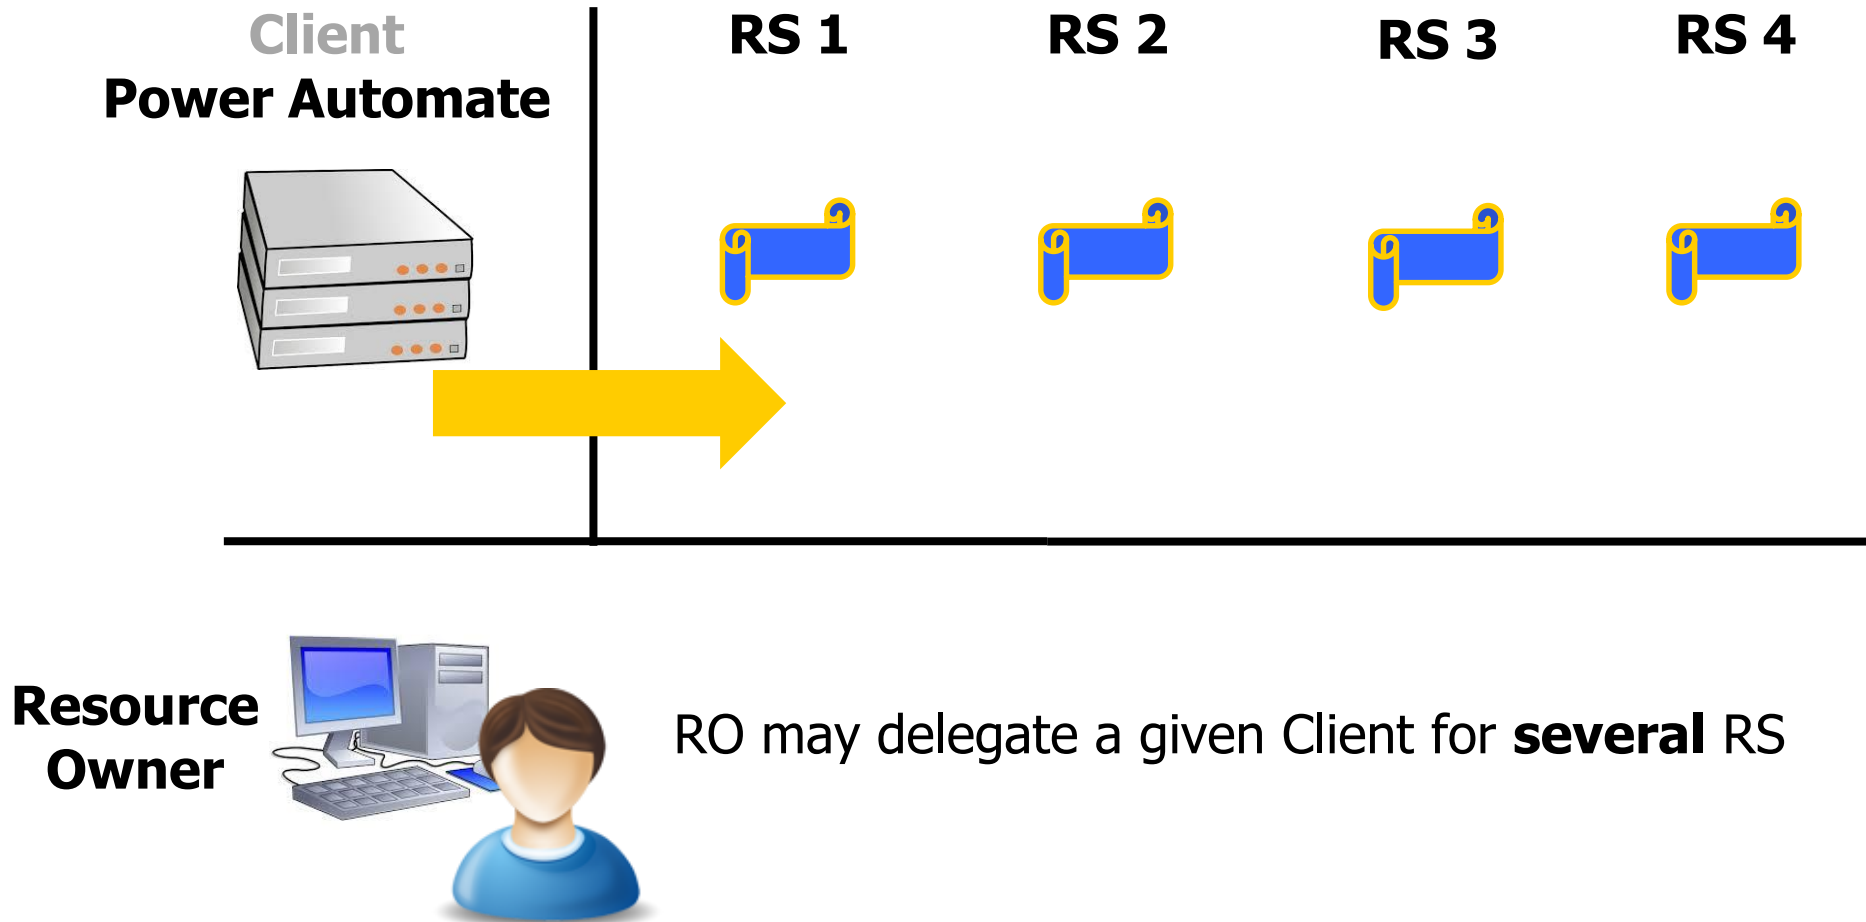 Client
Power Automate
RS 1
RS 2
RS 3
RS 4
Resource
Owner
RO may delegate a given Client for several RS